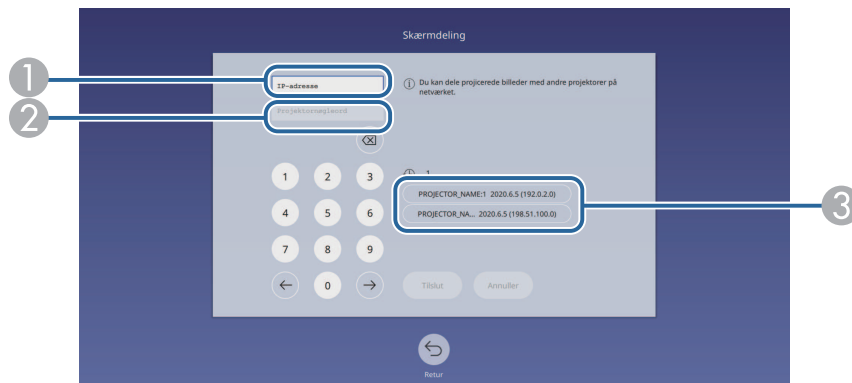 Skærmdeling
1
IP-adresse
Du kan dele projicerede billeder med andre projektorer på
netværket.
2
Projektornøgleord
1 2 3
1
PROJECTOR_NAME:1 2020.6.5 (192.0.2.0)
3
4 5 6
PROJECTOR_NA... 2020.6.5 (198.51.100.0)
7 8 9
← 0 →
Tilslut
Annuller
Retur